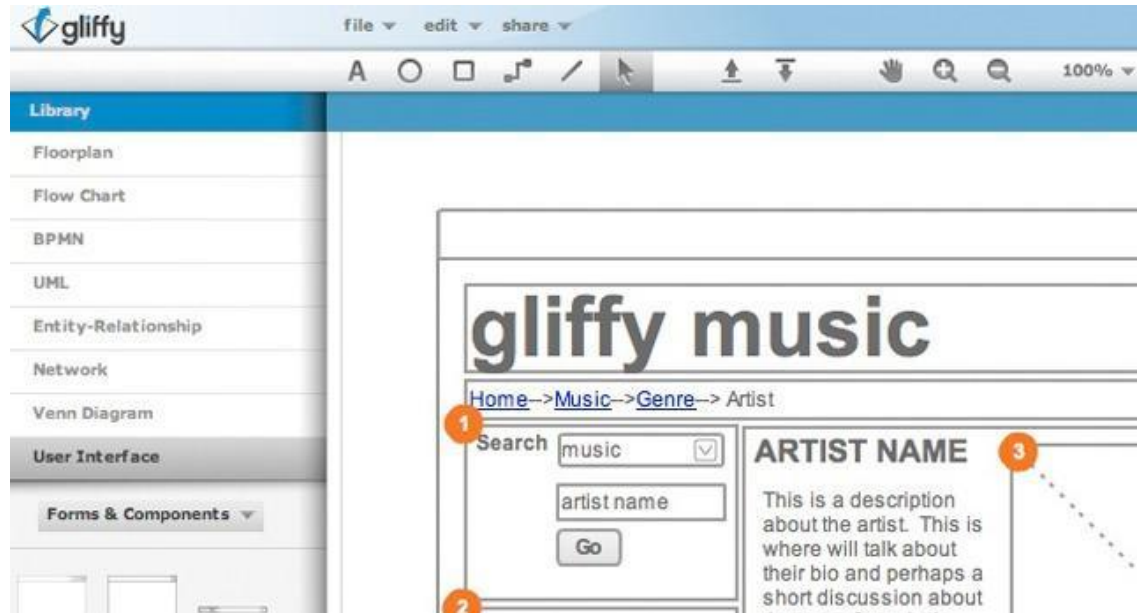 gliffy
file edit share
A
100%
Library
Floorplan
Flow Chart
BPMN
UML
Entity-Relationship
Network
Venn Diagram
User Interface
Forms & Components
gliffy music
Home-->Music-->Genre--> Artist
1
Search music
artist name
Go
2
ARTIST NAME
3
This is a description
about the artist. This is
where will talk about
their bio and perhaps a
short discussion about